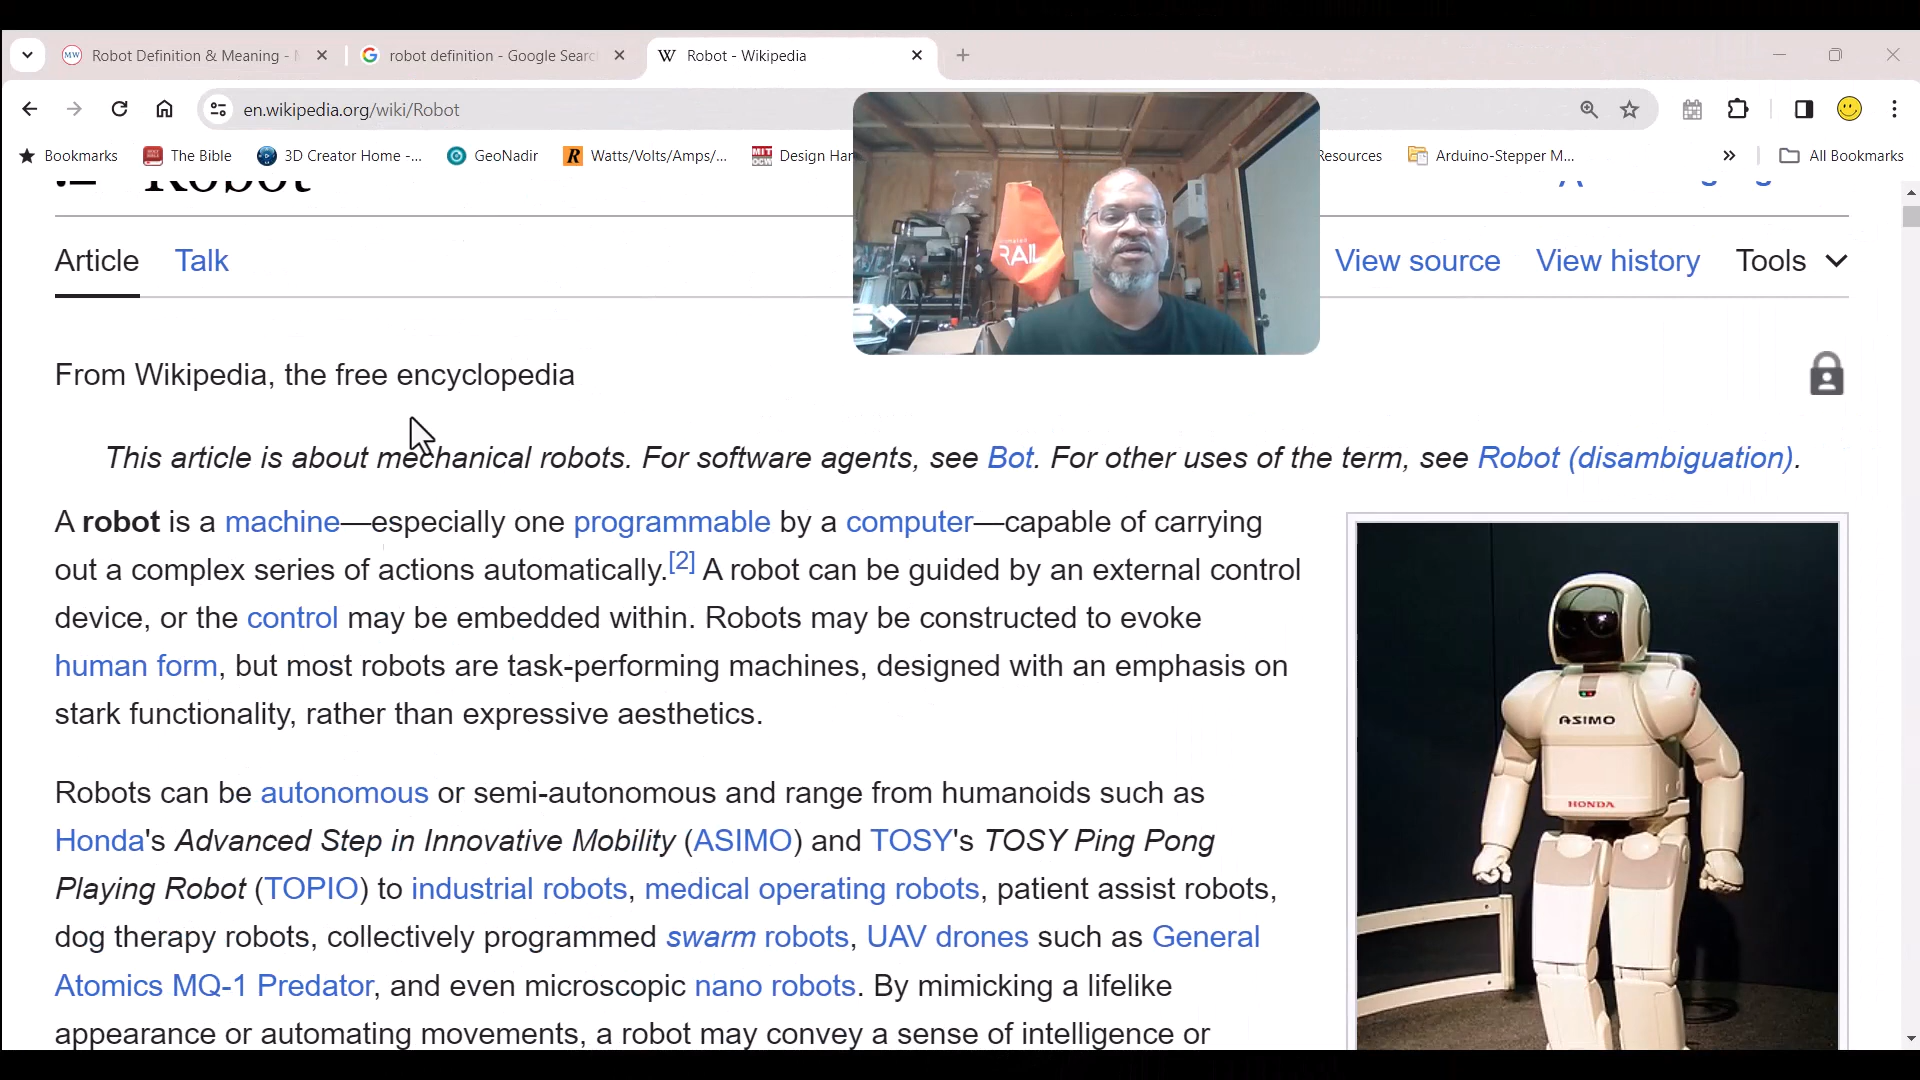 Robot Definition & Meaning -
robot definition - Google Searc
Robot - Wikipedia
en.wikipedia.org/wiki/Robot
Bookmarks
The Bible
3D Creator Home -...
GeoNadir
Watts/Volts/Amps/...
Design Har
Resources
Arduino-Stepper M...
All Bookmarks
Robot
Article
Talk
View source
View history
Tools
RAIL
From Wikipedia, the free encyclopedia
This article is about mechanical robots. For software agents, see Bot. For other uses of the term, see Robot (disambiguation).
A robot is a machine—especially one programmable by a computer—capable of carrying
out a complex series of actions automatically.[2] A robot can be guided by an external control
device, or the control may be embedded within. Robots may be constructed to evoke
human form, but most robots are task-performing machines, designed with an emphasis on
stark functionality, rather than expressive aesthetics.
Robots can be autonomous or semi-autonomous and range from humanoids such as
Honda's Advanced Step in Innovative Mobility (ASIMO) and TOSY's TOSY Ping Pong
Playing Robot (TOPIO) to industrial robots, medical operating robots, patient assist robots,
dog therapy robots, collectively programmed swarm robots, UAV drones such as General
Atomics MQ-1 Predator, and even microscopic nano robots. By mimicking a lifelike
appearance or automating movements, a robot may convey a sense of intelligence or
ASIMO
HONDA